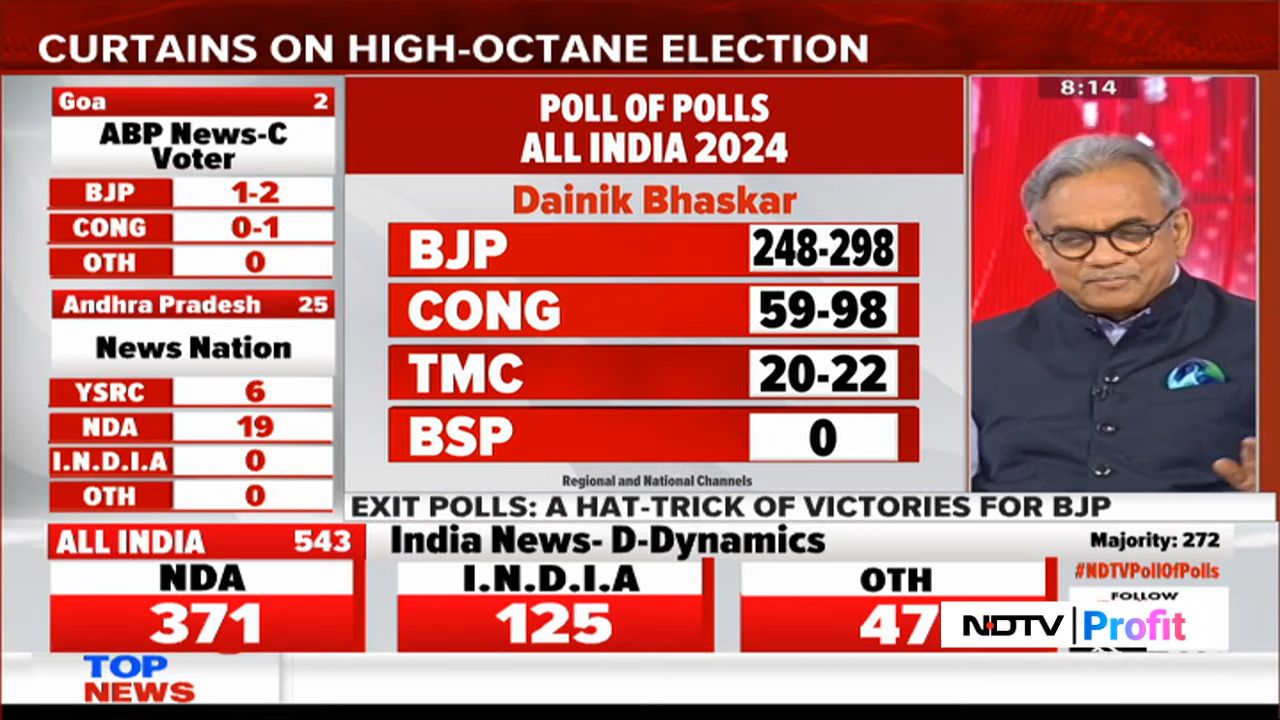 CURTAINS ON HIGH-OCTANE ELECTION
Goa 2
ABP News-C
Voter
BJP 1-2
CONG 0-1
OTH 0
Andhra Pradesh 25
News Nation
YSRC 6
NDA 19
I.N.D.I.A 0
OTH 0
POLL OF POLLS
ALL INDIA 2024
Dainik Bhaskar
BJP 248-298
CONG 59-98
TMC 20-22
BSP 0
Regional and National Channels
8:14
EXIT POLLS: A HAT-TRICK OF VICTORIES FOR BJP
ALL INDIA 543
India News- D-Dynamics
Majority: 272
NDA
371
I.N.D.I.A
125
OTH
47
#NDTVPollOfPolls
FOLLOW
NDTV Profit
TOP
NEWS